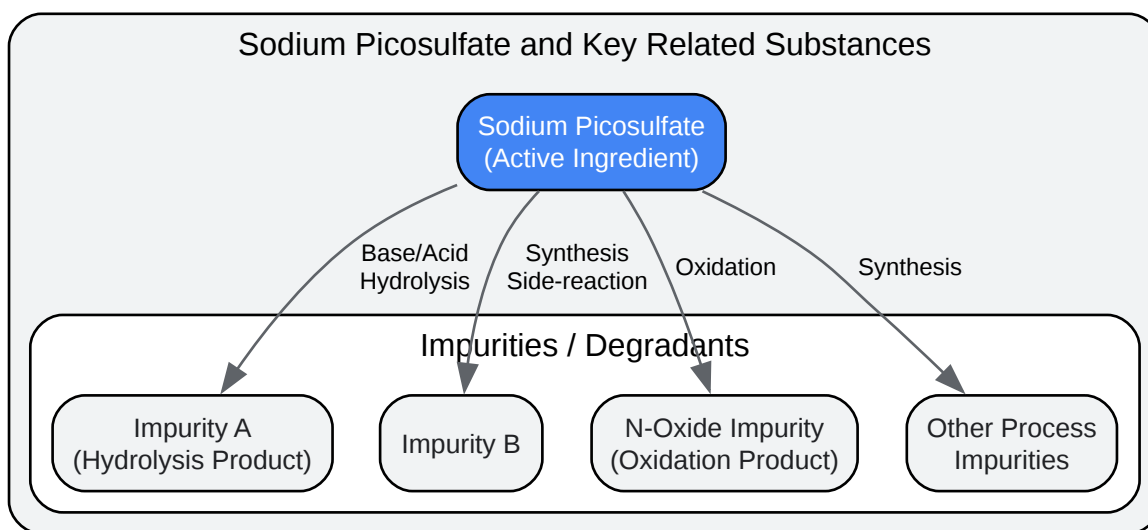 Sodium Picosulfate and Key Related Substances
Sodium Picosulfate
(Active Ingredient)
Base/Acid
Hydrolysis
Synthesis
Side-reaction
Oxidation
Synthesis
Impurities / Degradants
Impurity A
(Hydrolysis Product)
Impurity B
N-Oxide Impurity
(Oxidation Product)
Other Process
Impurities